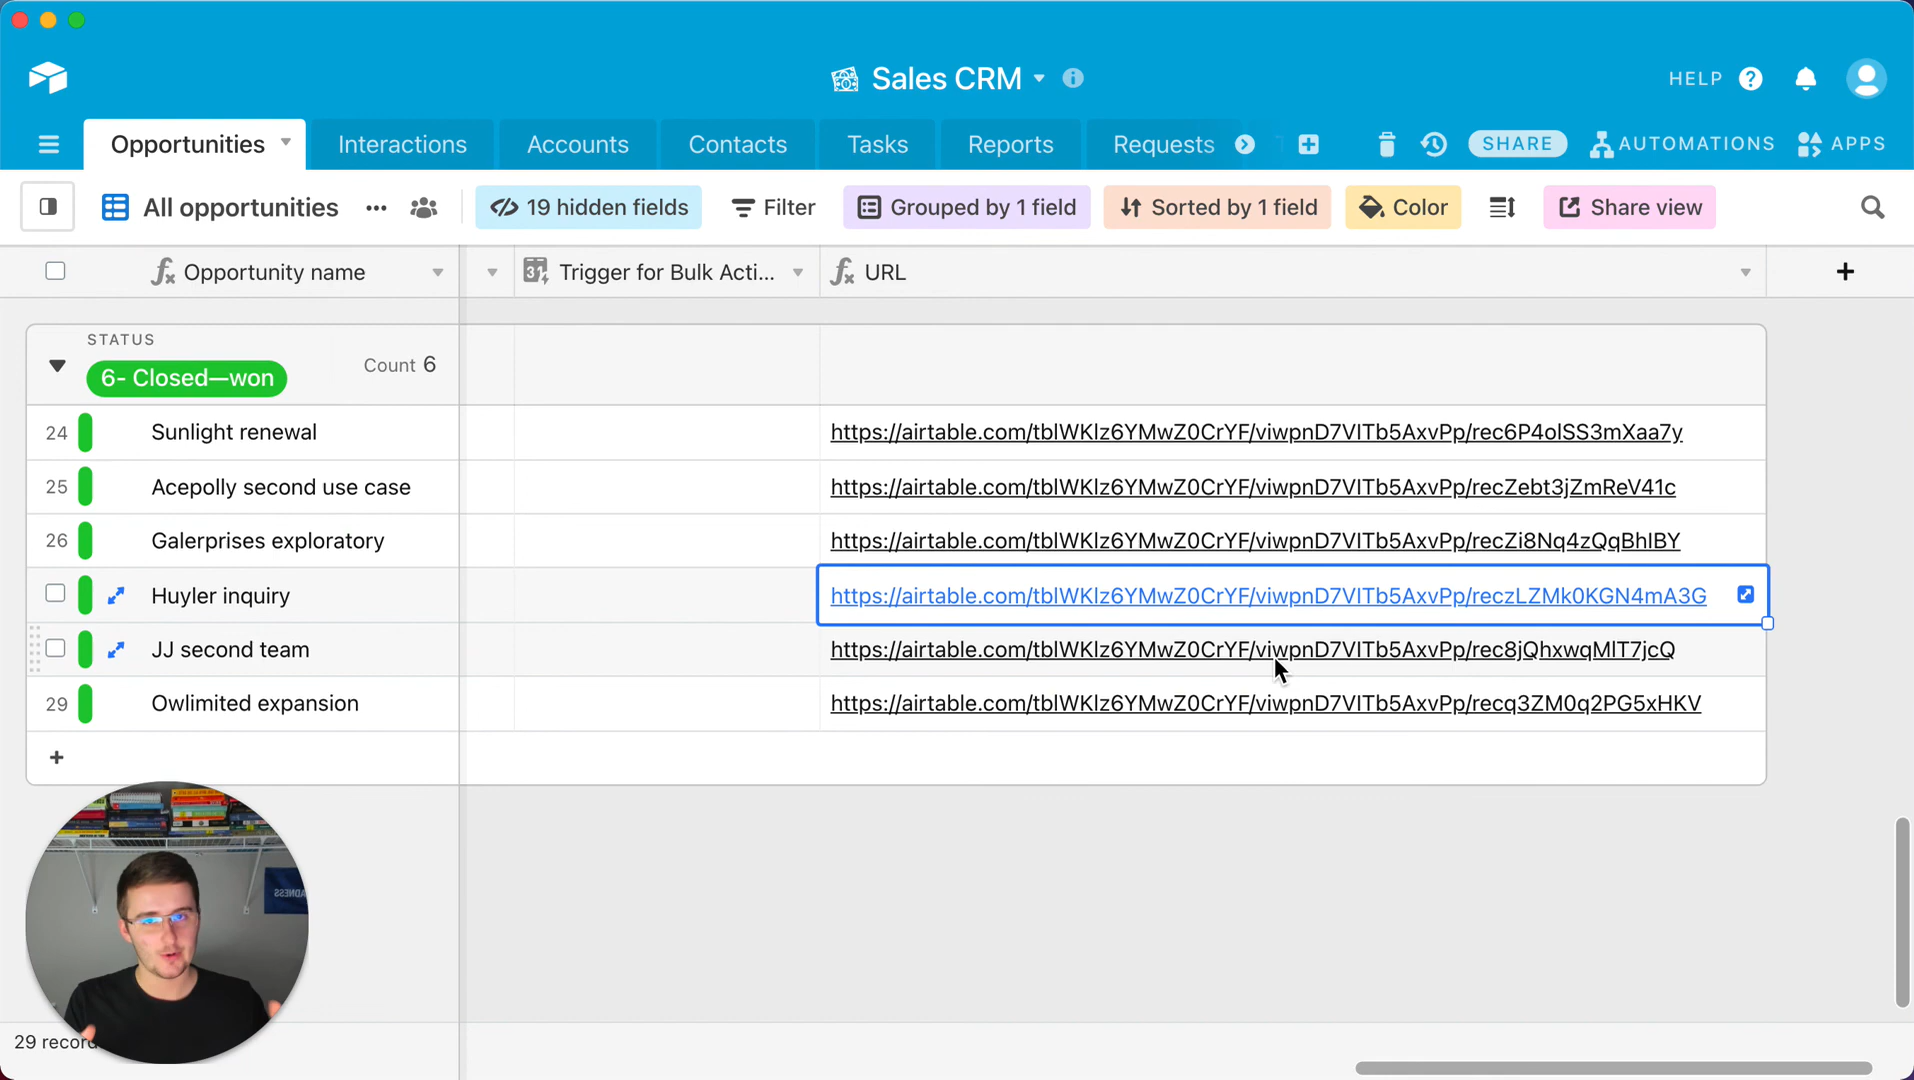 Sales CRM
HELP
Opportunities
Interactions
Accounts
Contacts
Tasks
Reports
Requests
SHARE
AUTOMATIONS
APPS
All opportunities
19 hidden fields
Filter
Grouped by 1 field
Sorted by 1 field
Color
Share view
Opportunity name
Trigger for Bulk Acti...
URL
STATUS
6- Closed—won
Count 6
24 Sunlight renewal https://airtable.com/tblWKlz6YMwZ0CrYF/viwpnD7VITb5AxvPp/rec6P4olSS3mXaa7y
25 Acepolly second use case https://airtable.com/tblWKlz6YMwZ0CrYF/viwpnD7VITb5AxvPp/recZebt3jZmReV41c
26 Galerprises exploratory https://airtable.com/tblWKlz6YMwZ0CrYF/viwpnD7VITb5AxvPp/recZi8Nq4zQqBhIBY
Huyler inquiry https://airtable.com/tblWKlz6YMwZ0CrYF/viwpnD7VITb5AxvPp/reczLZMk0KGN4mA3G
JJ second team https://airtable.com/tblWKlz6YMwZ0CrYF/viwpnD7VITb5AxvPp/rec8jQhxwqMlT7jcQ
29 Owlimited expansion https://airtable.com/tblWKlz6YMwZ0CrYF/viwpnD7VITb5AxvPp/recq3ZM0q2PG5xHKV
29 record